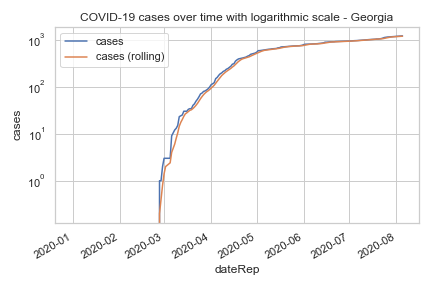 COVID-19 cases over time with logarithmic scale - Georgia
cases
cases (rolling)
10³
10²
10¹
10⁰
cases
2020-01
2020-02
2020-03
2020-04
2020-05
2020-06
2020-07
2020-08
dateRep